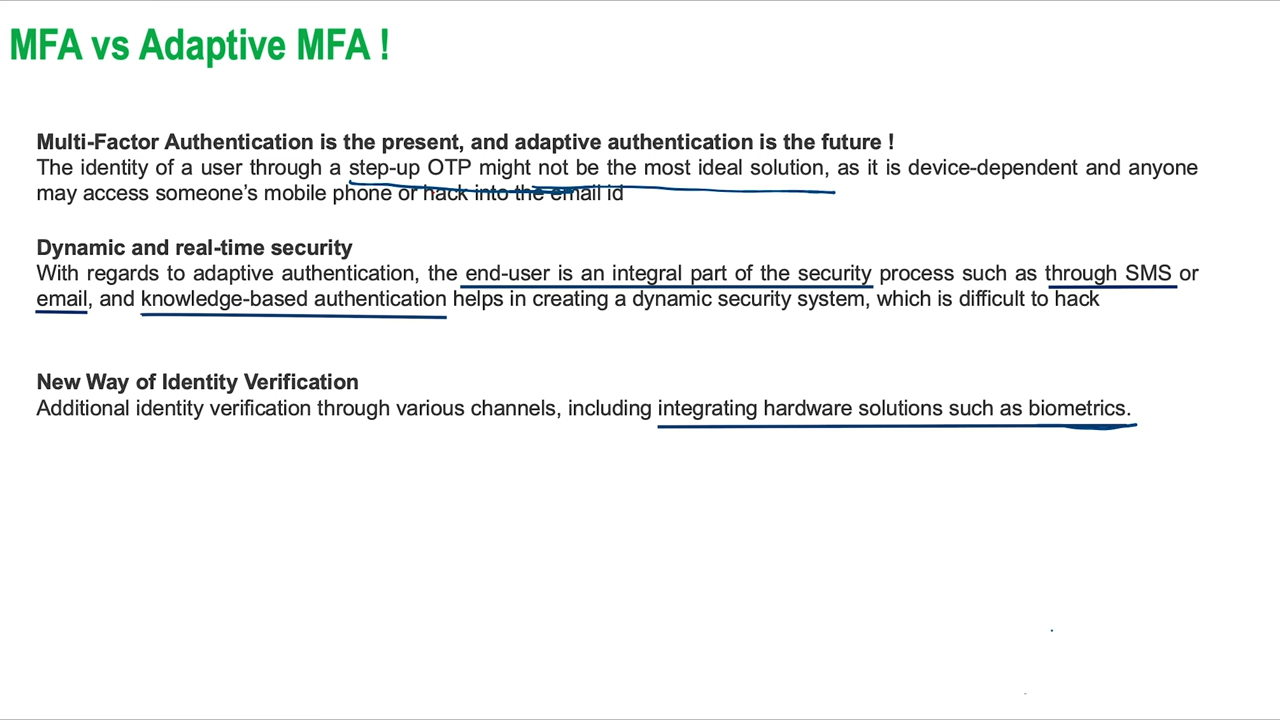 MFA vs Adaptive MFA !
Multi-Factor Authentication is the present, and adaptive authentication is the future !
The identity of a user through a step-up OTP might not be the most ideal solution, as it is device-dependent and anyone
may access someone's mobile phone or hack into the email id
Dynamic and real-time security
With regards to adaptive authentication, the end-user is an integral part of the security process such as through SMS or
email, and knowledge-based authentication helps in creating a dynamic security system, which is difficult to hack
New Way of Identity Verification
Additional identity verification through various channels, including integrating hardware solutions such as biometrics.